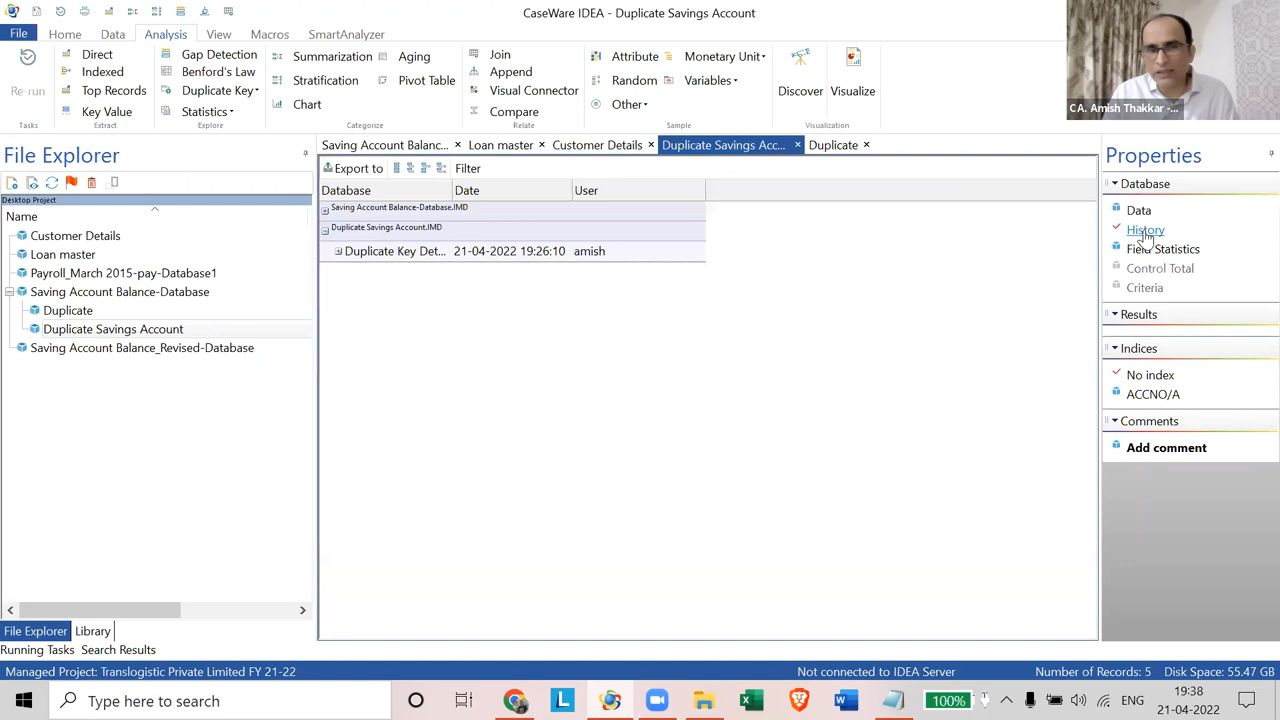 CaseWare IDEA - Duplicate Savings Account
File Home Data Analysis View Macros SmartAnalyzer
Re-run
Tasks
Direct
Indexed
Top Records
Key Value
Extract
Gap Detection
Benford's Law
Duplicate Key
Statistics
Explore
Summarization
Stratification
Chart
Aging
Pivot Table
Categorize
Join
Append
Visual Connector
Compare
Relate
Attribute
Random
Other
Monetary Unit
Variables
Sample
Discover
Visualize
Visualization
CA. Amish Thakkar -...
File Explorer
Desktop Project
Name
Customer Details
Loan master
Payroll_March 2015-pay-Database1
Saving Account Balance-Database
Duplicate
Duplicate Savings Account
Saving Account Balance_Revised-Database
File Explorer Library
Running Tasks Search Results
Saving Account Balanc... Loan master Customer Details Duplicate Savings Acc... Duplicate
Export to Filter
Database Date User
Saving Account Balance-Database.IMD
Duplicate Savings Account.IMD
Duplicate Key Det... 21-04-2022 19:26:10 amish
Properties
Database
Data
History
Field Statistics
Control Total
Criteria
Results
Indices
No index
ACCNO/A
Comments
Add comment
Managed Project: Translogistic Private Limited FY 21-22 Not connected to IDEA Server Number of Records: 5 Disk Space: 55.47 GB
Type here to search
100%
ENG
19:38
21-04-2022